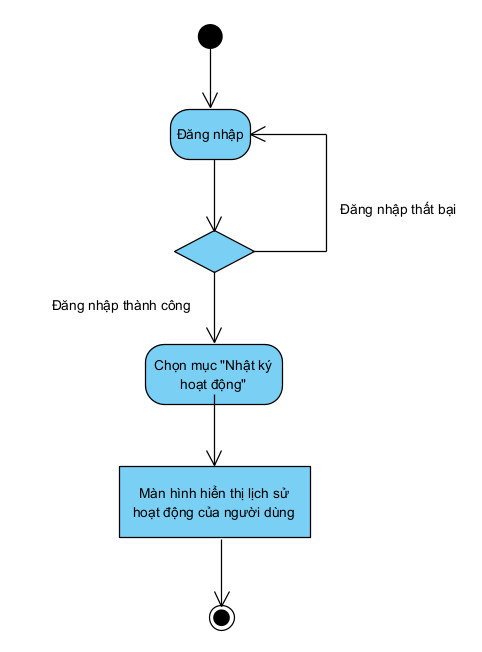 Đăng nhập
Đăng nhập thất bại
Đăng nhập thành công
Chọn mục "Nhật ký
hoạt động"
Màn hình hiển thị lịch sử
hoạt động của người dùng